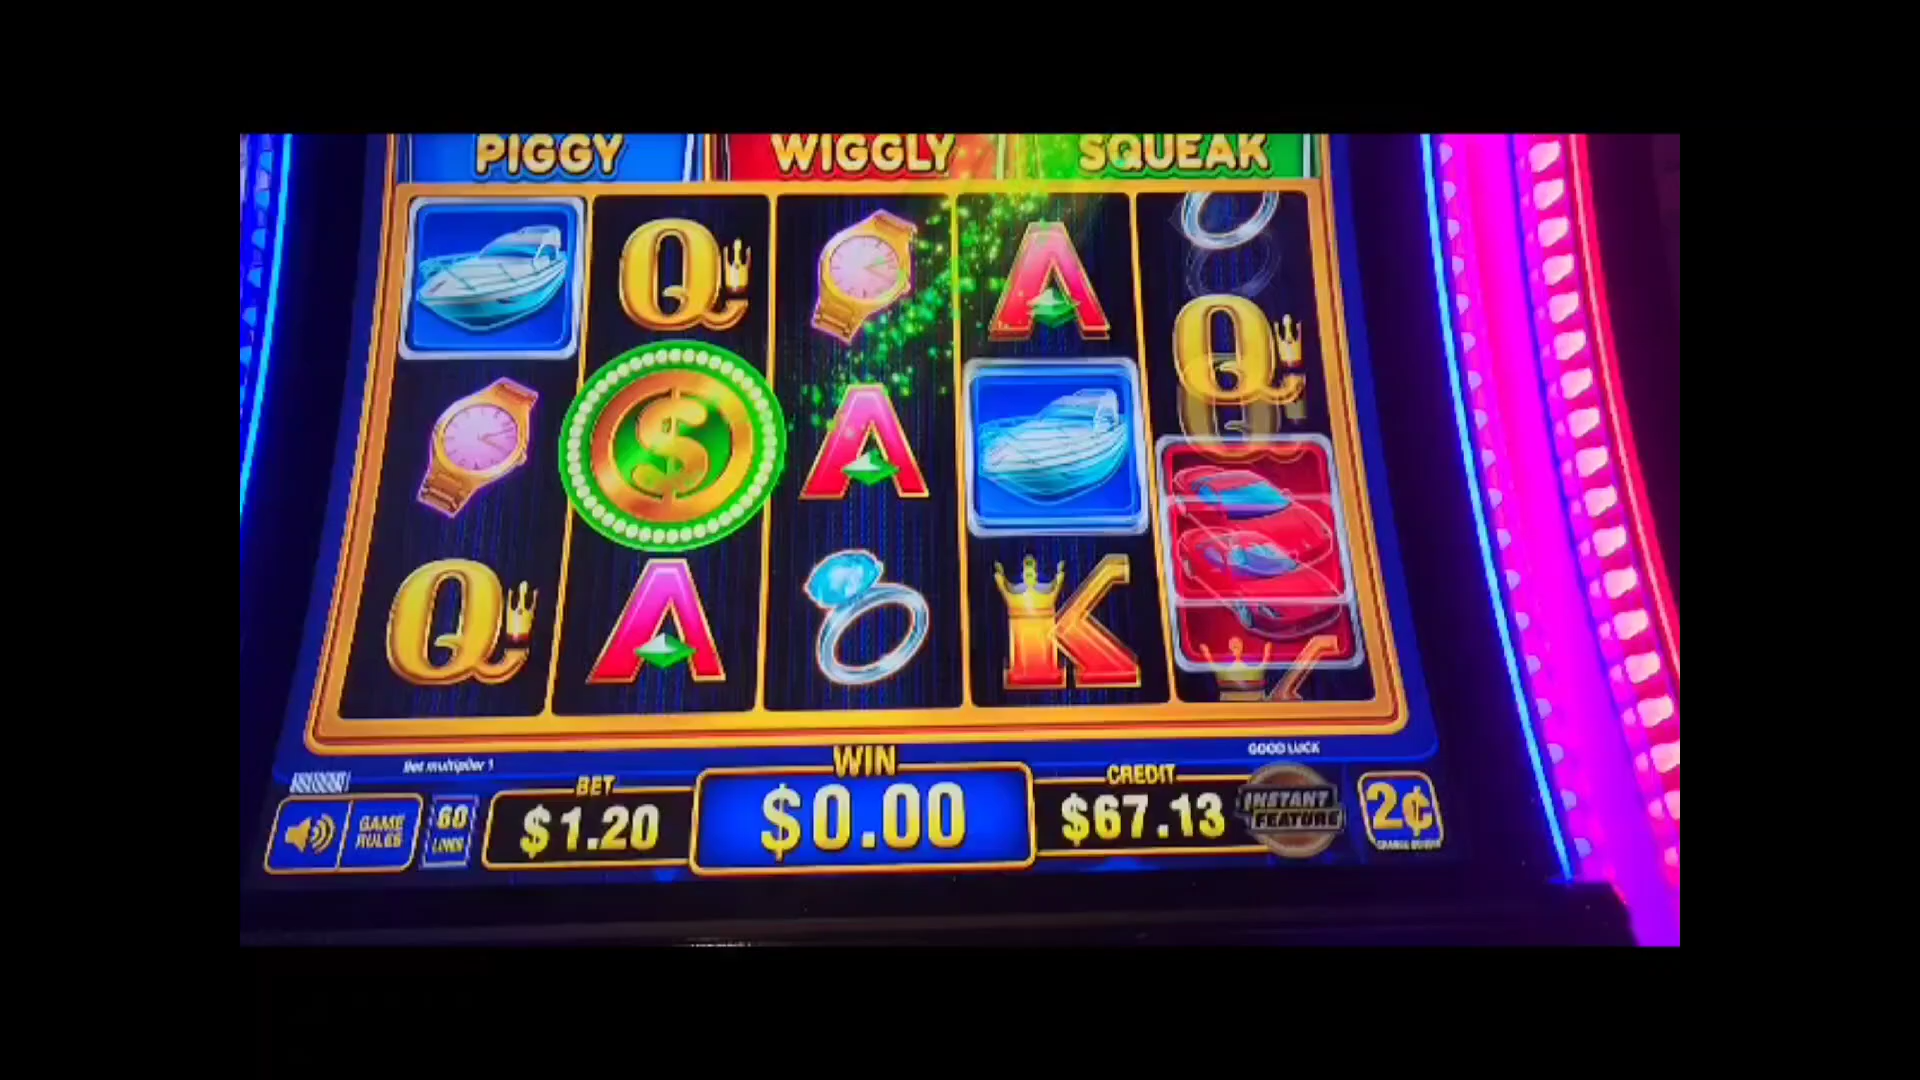 PIGGY WIGGLY SQUEAK
Q
A
Q
$
A
Q A
K
Bet multiplier 1
GOOD LUCK
BET
WIN
CREDIT
GAME
RULES
60
LINES
$1.20
$0.00
$67.13
INSTANT
FEATURE
2¢